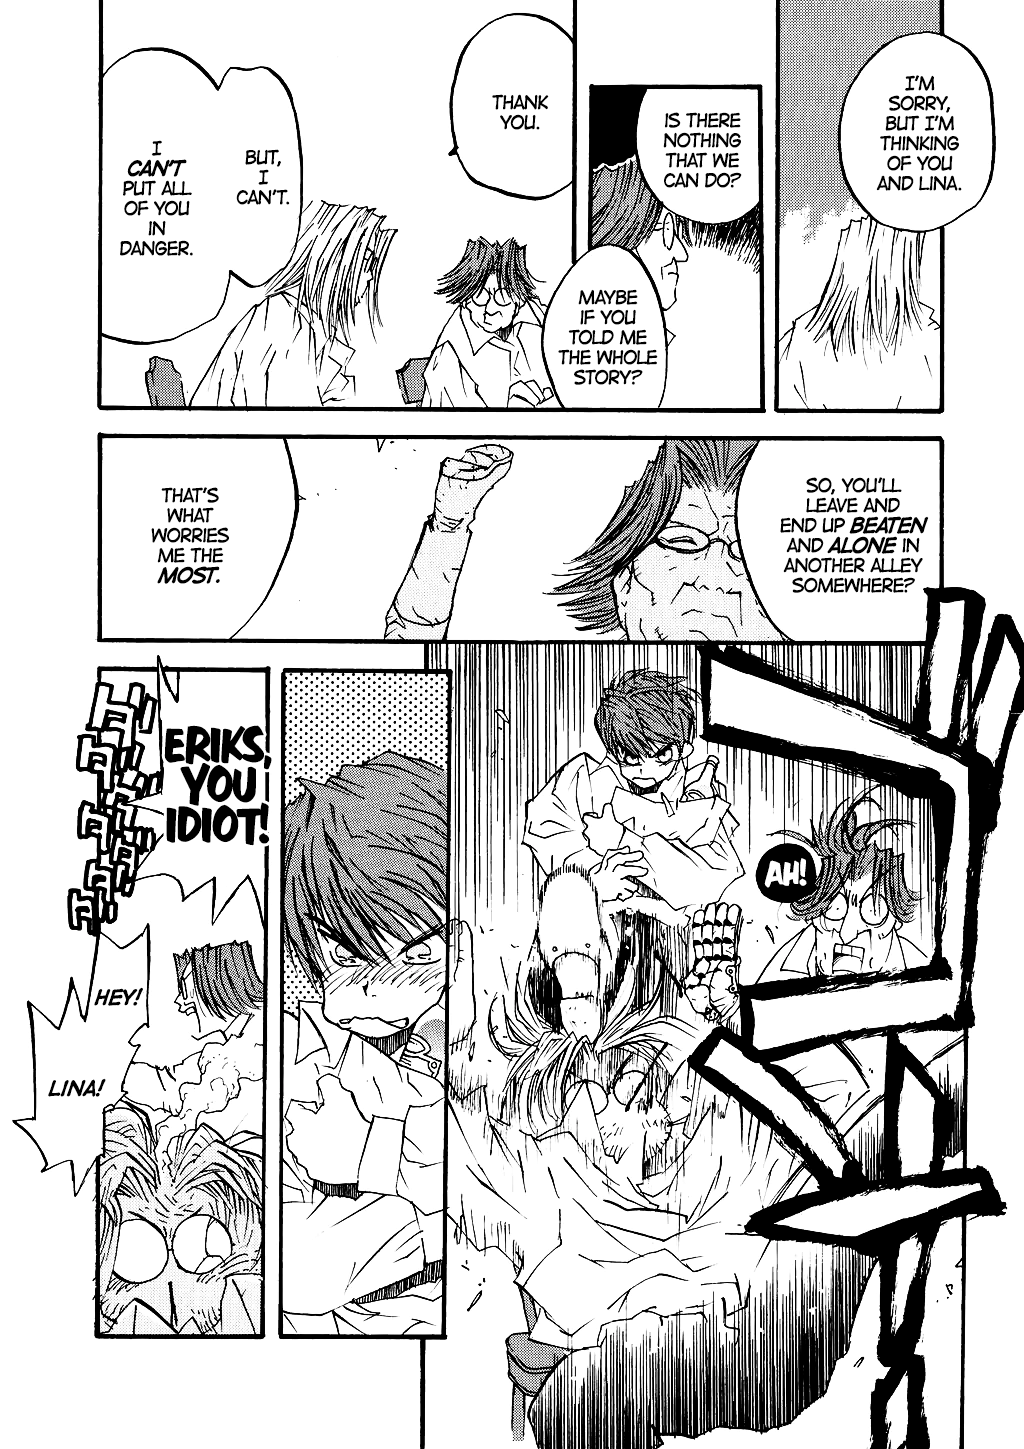 I'M
SORRY,
BUT I'M
THINKING
OF YOU
AND LINA.
IS THERE
NOTHING
THAT WE
CAN DO?
MAYBE
IF YOU
TOLD ME
THE WHOLE
STORY?
THANK
YOU.
BUT,
I
CAN'T.
I
CAN'T
PUT ALL
OF YOU
IN
DANGER.
SO, YOU'LL
LEAVE AND
END UP BEATEN
AND ALONE IN
ANOTHER ALLEY
SOMEWHERE?
THAT'S
WHAT
WORRIES
ME THE
MOST.
AH!
ERIKS,
YOU
IDIOT!
HEY!
LINA!